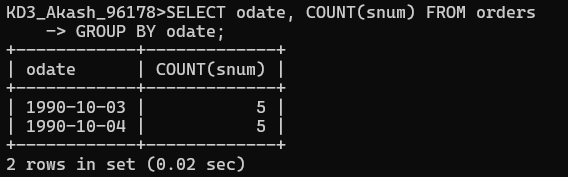 KD3_Akash_96178>SELECT odate, COUNT(snum) FROM orders
    -> GROUP BY odate;
+------------+-------------+
| odate      | COUNT(snum) |
+------------+-------------+
| 1990-10-03 |           5 |
| 1990-10-04 |           5 |
+------------+-------------+
2 rows in set (0.02 sec)